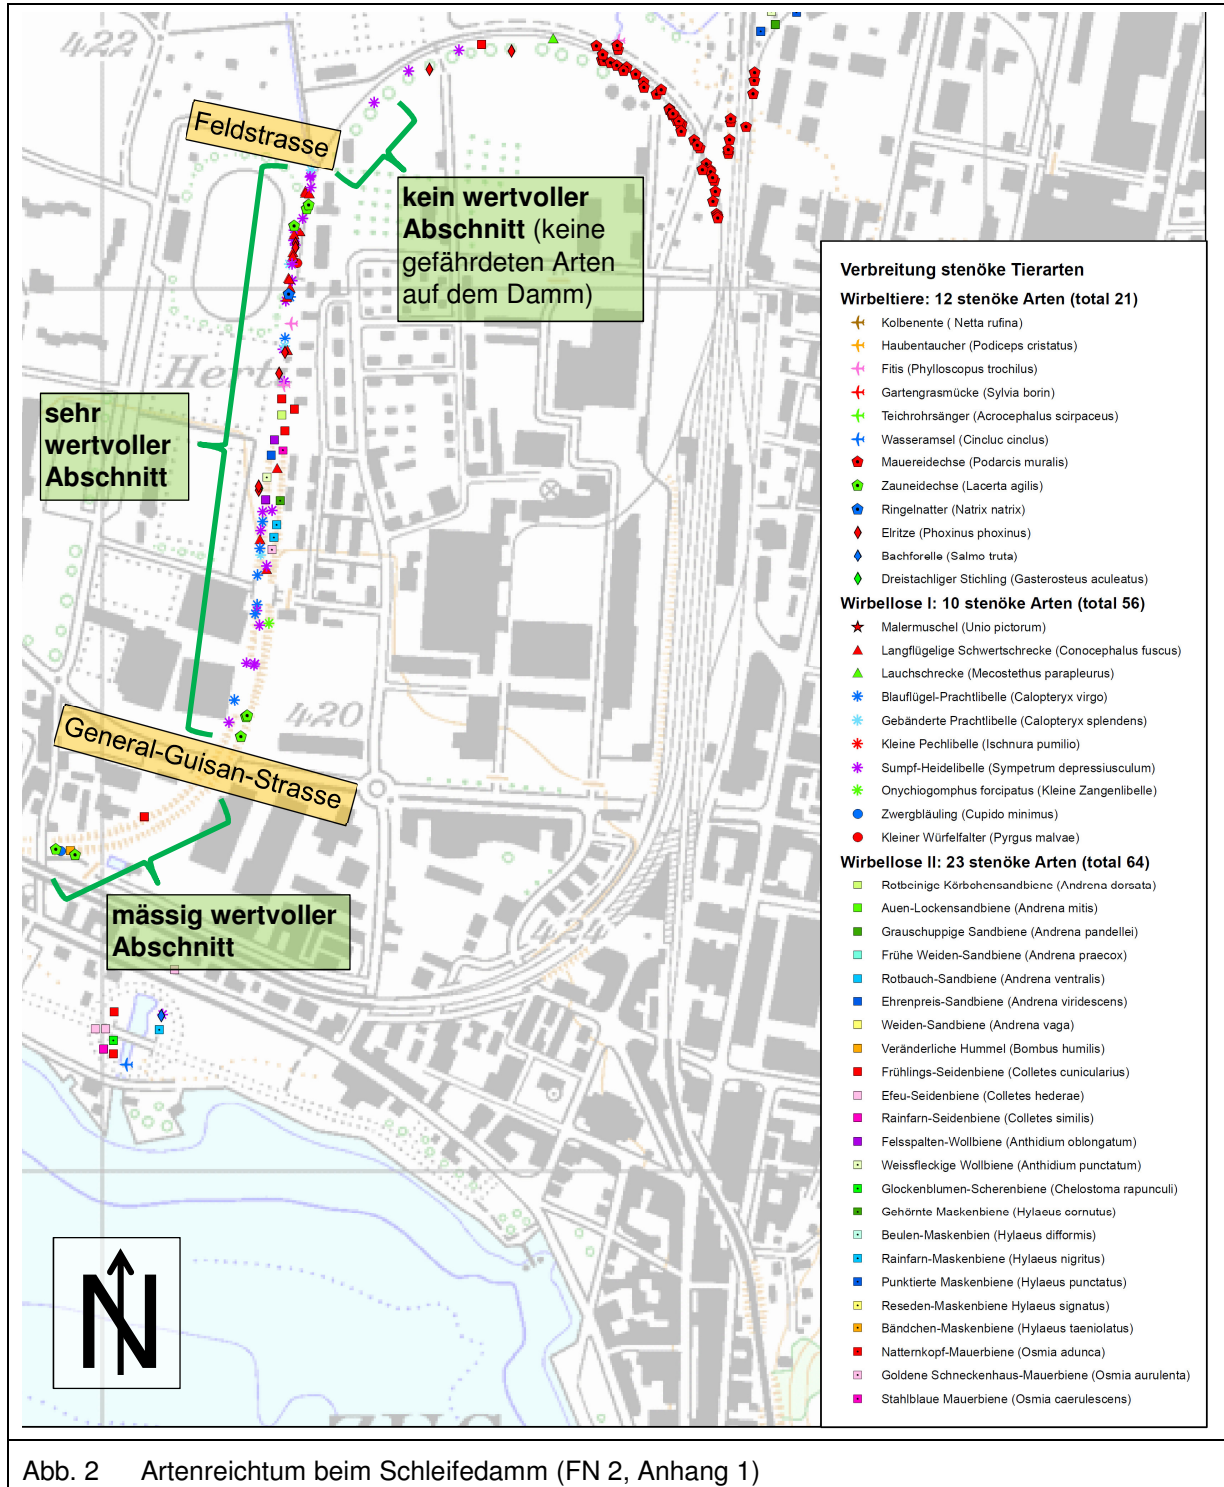 422
Feldstrasse
kein wertvoller
Abschnitt (keine
gefährdeten Arten
auf dem Damm)
Herti
sehr
wertvoller
Abschnitt
420
General-Guisan-Strasse
mässig wertvoller
Abschnitt
424
N
ZUG
Verbreitung stenöke Tierarten
Wirbeltiere: 12 stenöke Arten (total 21)
Kolbenente ( Netta rufina)
Haubentaucher (Podiceps cristatus)
Fitis (Phylloscopus trochilus)
Gartengrasmücke (Sylvia borin)
Teichrohrsänger (Acrocephalus scirpaceus)
Wasseramsel (Cincluc cinclus)
Mauereidechse (Podarcis muralis)
Zauneidechse (Lacerta agilis)
Ringelnatter (Natrix natrix)
Elritze (Phoxinus phoxinus)
Bachforelle (Salmo truta)
Dreistachliger Stichling (Gasterosteus aculeatus)
Wirbellose I: 10 stenöke Arten (total 56)
Malermuschel (Unio pictorum)
Langflügelige Schwertschrecke (Conocephalus fuscus)
Lauchschrecke (Mecostethus parapleurus)
Blauflügel-Prachtlibelle (Calopteryx virgo)
Gebänderte Prachtlibelle (Calopteryx splendens)
Kleine Pechlibelle (Ischnura pumilio)
Sumpf-Heidelibelle (Sympetrum depressiusculum)
Onychiogomphus forcipatus (Kleine Zangenlibelle)
Zwergbläuling (Cupido minimus)
Kleiner Würfelfalter (Pyrgus malvae)
Wirbellose II: 23 stenöke Arten (total 64)
Rotbeinige Körbchensandbiene (Andrena dorsata)
Auen-Lockensandbiene (Andrena mitis)
Grauschuppige Sandbiene (Andrena pandellei)
Frühe Weiden-Sandbiene (Andrena praecox)
Rotbauch-Sandbiene (Andrena ventralis)
Ehrenpreis-Sandbiene (Andrena viridescens)
Weiden-Sandbiene (Andrena vaga)
Veränderliche Hummel (Bombus humilis)
Frühlings-Seidenbiene (Colletes cunicularius)
Efeu-Seidenbiene (Colletes hederae)
Rainfarn-Seidenbiene (Colletes similis)
Felsspalten-Wollbiene (Anthidium oblongatum)
Weissfleckige Wollbiene (Anthidium punctatum)
Glockenblumen-Scherenbiene (Chelostoma rapunculi)
Gehörnte Maskenbiene (Hylaeus cornutus)
Beulen-Maskenbien (Hylaeus difformis)
Rainfarn-Maskenbiene (Hylaeus nigritus)
Punktierte Maskenbiene (Hylaeus punctatus)
Reseden-Maskenbiene Hylaeus signatus)
Bändchen-Maskenbiene (Hylaeus taeniolatus)
Natternkopf-Mauerbiene (Osmia adunca)
Goldene Schneckenhaus-Mauerbiene (Osmia aurulenta)
Stahlblaue Mauerbiene (Osmia caerulescens)
Abb. 2 Artenreichtum beim Schleifedamm (FN 2, Anhang 1)